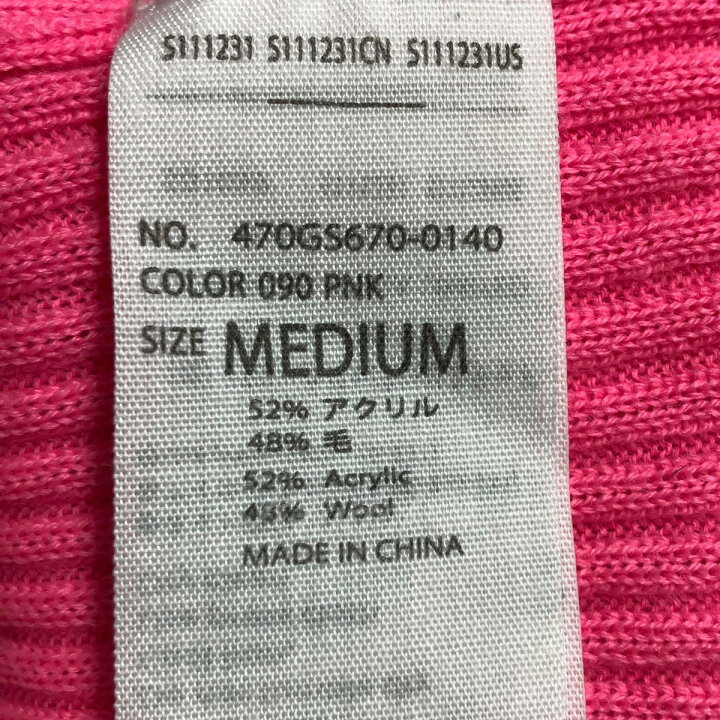 S111231 S111231CN S111231US
NO. 470GS670-0140
COLOR 090 PNK
SIZE MEDIUM
52% アクリル
48% 毛
52% Acrylic
48% Wool
MADE IN CHINA